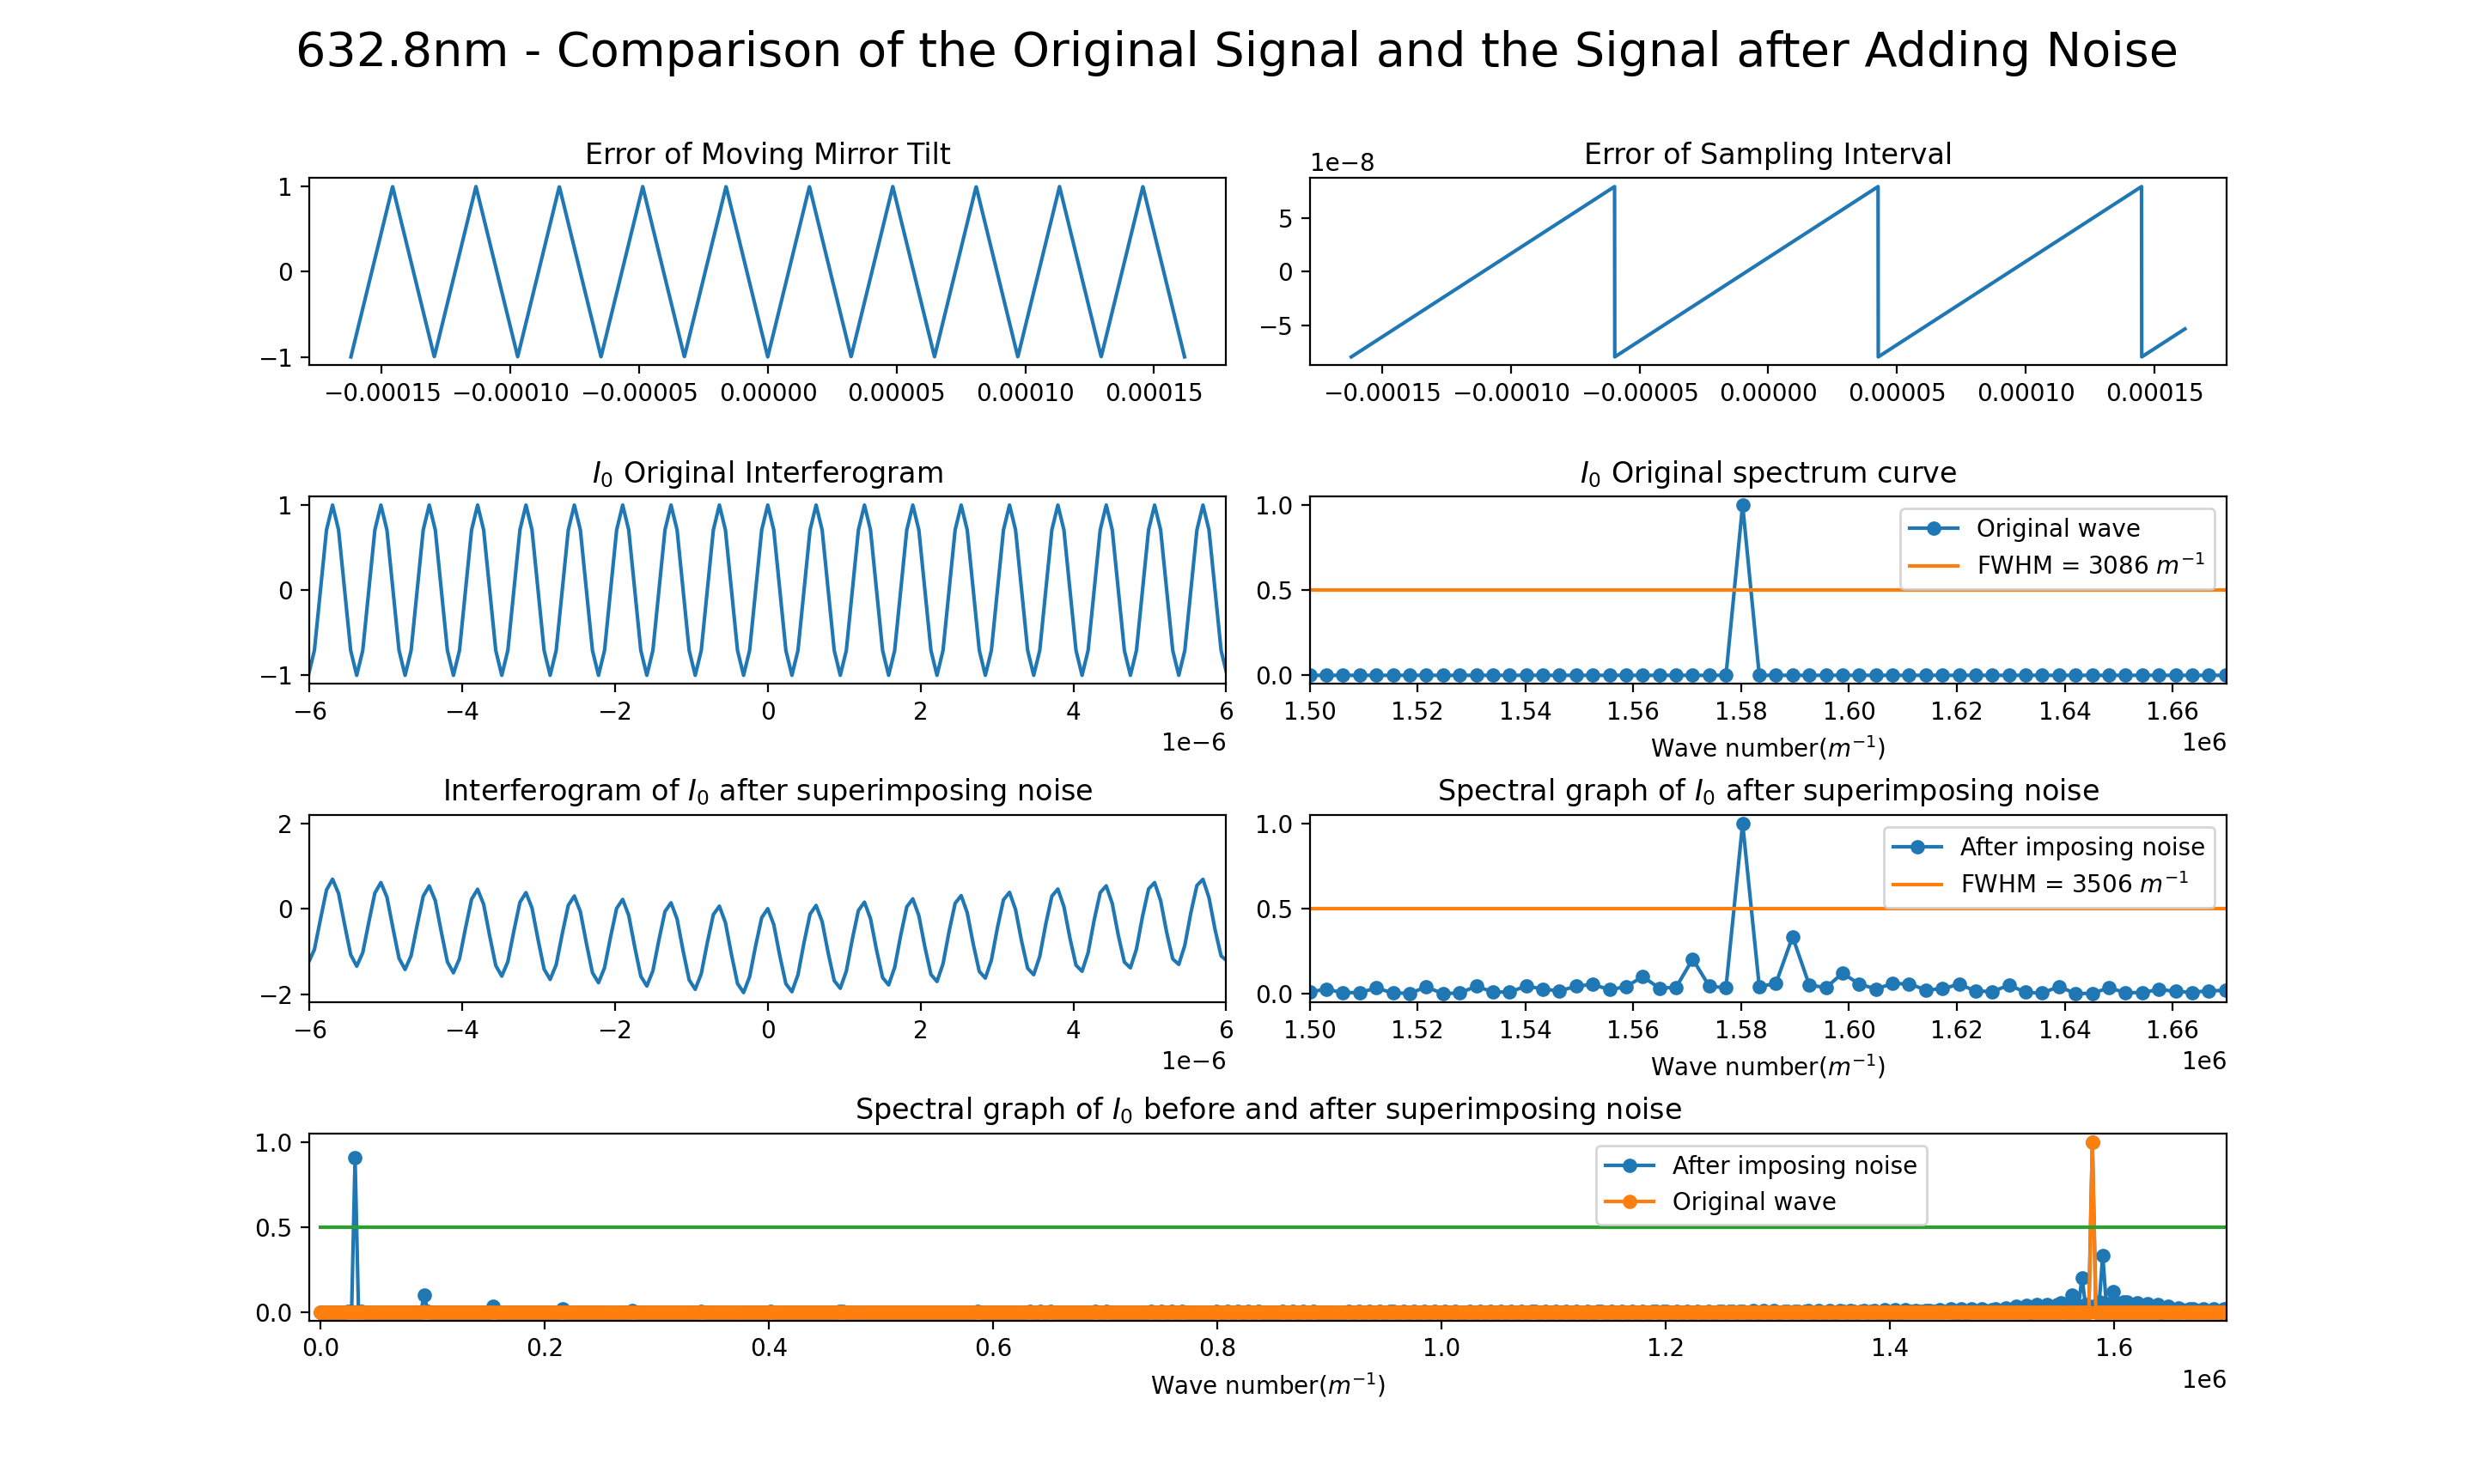 632.8nm - Comparison of the Original Signal and the Signal after Adding Noise
Error of Moving Mirror Tilt
1
0
−1
−0.00015 −0.00010 −0.00005 0.00000 0.00005 0.00010 0.00015
Error of Sampling Interval
1e−8
5
0
−5
−0.00015 −0.00010 −0.00005 0.00000 0.00005 0.00010 0.00015
I₀ Original Interferogram
1
0
−1
−6 −4 −2 0 2 4 6
1e−6
I₀ Original spectrum curve
1.0
0.5
0.0
Original wave
FWHM = 3086 m⁻¹
1.50 1.52 1.54 1.56 1.58 1.60 1.62 1.64 1.66
Wave number(m⁻¹)
1e6
Interferogram of I₀ after superimposing noise
2
0
−2
−6 −4 −2 0 2 4 6
1e−6
Spectral graph of I₀ after superimposing noise
1.0
0.5
0.0
After imposing noise
FWHM = 3506 m⁻¹
1.50 1.52 1.54 1.56 1.58 1.60 1.62 1.64 1.66
Wave number(m⁻¹)
1e6
Spectral graph of I₀ before and after superimposing noise
1.0
0.5
0.0
After imposing noise
Original wave
0.0 0.2 0.4 0.6 0.8 1.0 1.2 1.4 1.6
Wave number(m⁻¹)
1e6